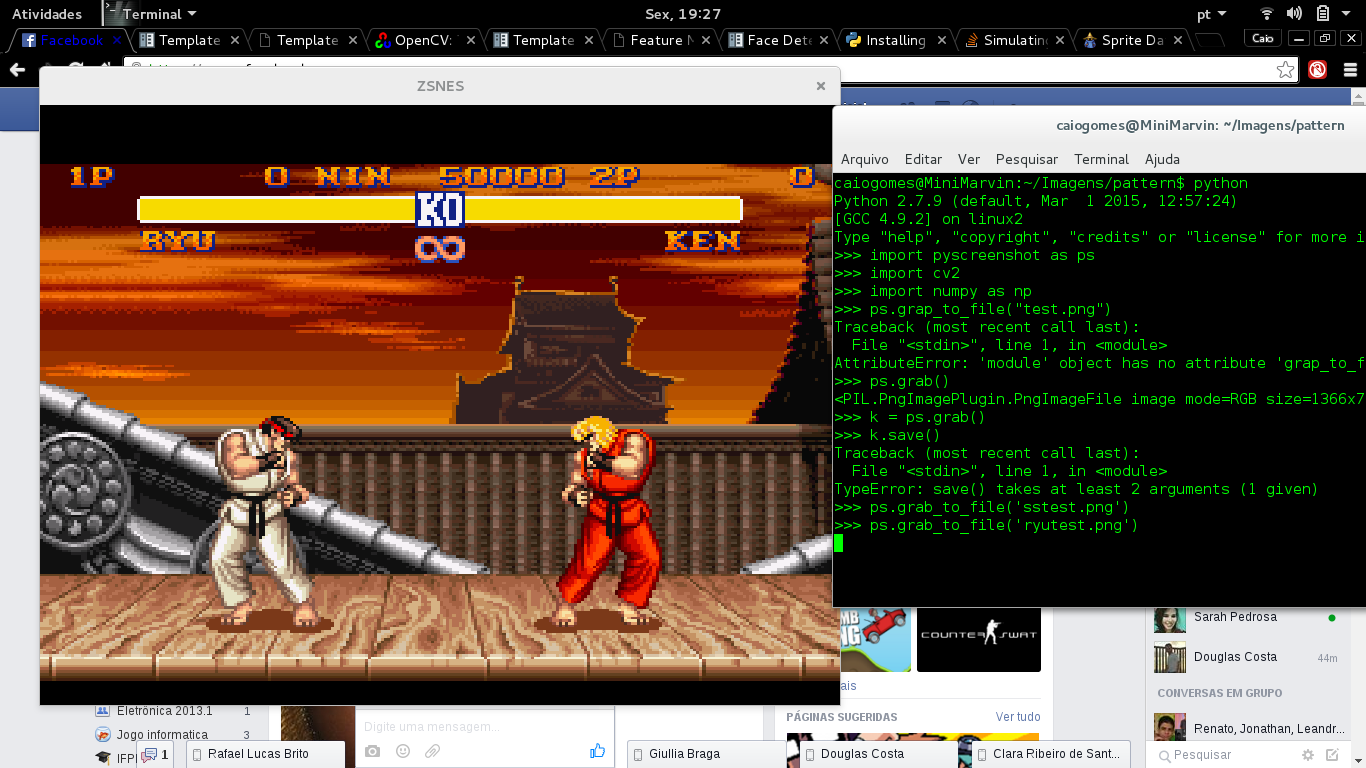 Atividades
Terminal
Sex, 19:27
pt
Facebook
Template
Template
OpenCV:
Template
Feature M
Face Dete
Installing
Simulating
Sprite Da
Caio
ZSNES
1P 0 NIN 50000 2P 0
KO
RYU
KEN
caiogomes@MiniMarvin: ~/Imagens/pattern
Arquivo Editar Ver Pesquisar Terminal Ajuda
caiogomes@MiniMarvin:~/Imagens/pattern$ python
Python 2.7.9 (default, Mar  1 2015, 12:57:24)
[GCC 4.9.2] on linux2
Type "help", "copyright", "credits" or "license" for more i
>>> import pyscreenshot as ps
>>> import cv2
>>> import numpy as np
>>> ps.grap_to_file("test.png")
Traceback (most recent call last):
  File "<stdin>", line 1, in <module>
AttributeError: 'module' object has no attribute 'grap_to_f
>>> ps.grab()
<PIL.PngImagePlugin.PngImageFile image mode=RGB size=1366x7
>>> k = ps.grab()
>>> k.save()
Traceback (most recent call last):
  File "<stdin>", line 1, in <module>
TypeError: save() takes at least 2 arguments (1 given)
>>> ps.grab_to_file('sstest.png')
>>> ps.grab_to_file('ryutest.png')
COUNTER SWAT
ais
PÁGINAS SUGERIDAS
Ver tudo
Sarah Pedrosa
Douglas Costa
44m
CONVERSAS EM GRUPO
Renato, Jonathan, Leandr...
Pesquisar
Eletrônica 2013.1 1
Jogo informatica 3
IFPI
1
Digite uma mensagem...
Rafael Lucas Brito
Giullia Braga
Douglas Costa
Clara Ribeiro de Sant...